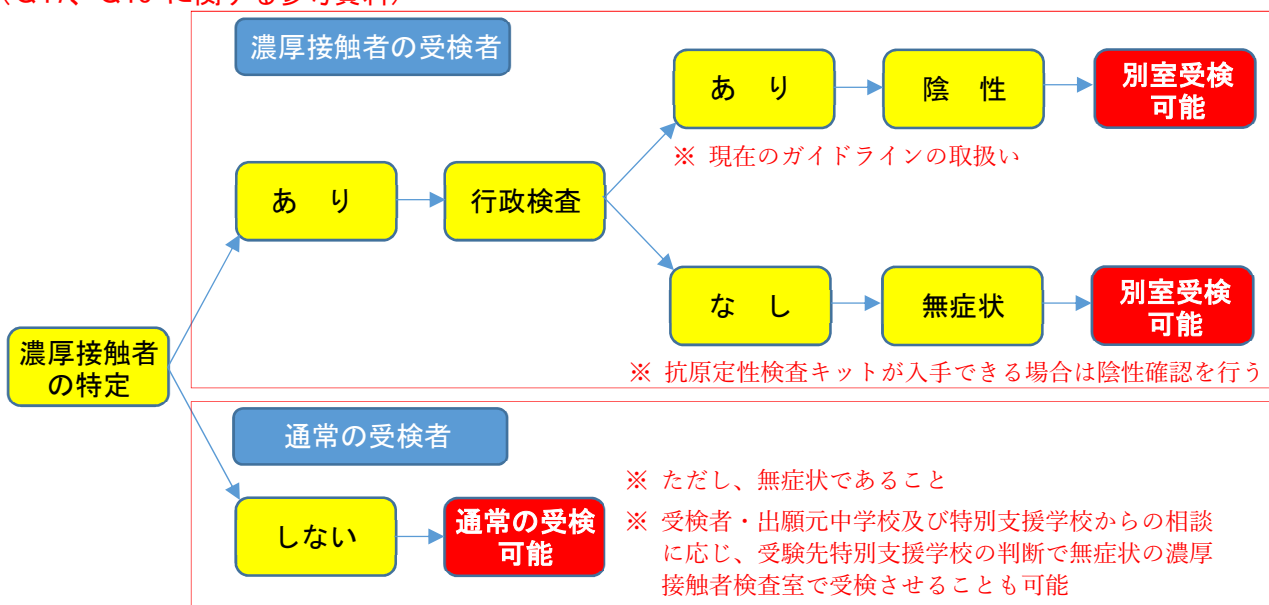 濃厚接触者の受検者
あ り
陰 性
別室受検
可能
※ 現在のガイドラインの取扱い
あ り
行政検査
な し
無症状
別室受検
可能
※ 抗原定性検査キットが入手できる場合は陰性確認を行う
濃厚接触者
の特定
通常の受検者
しない
通常の受検
可能
※ ただし、無症状であること
※ 受検者・出願元中学校及び特別支援学校からの相談
に応じ、受験先特別支援学校の判断で無症状の濃厚
接触者検査室で受検させることも可能